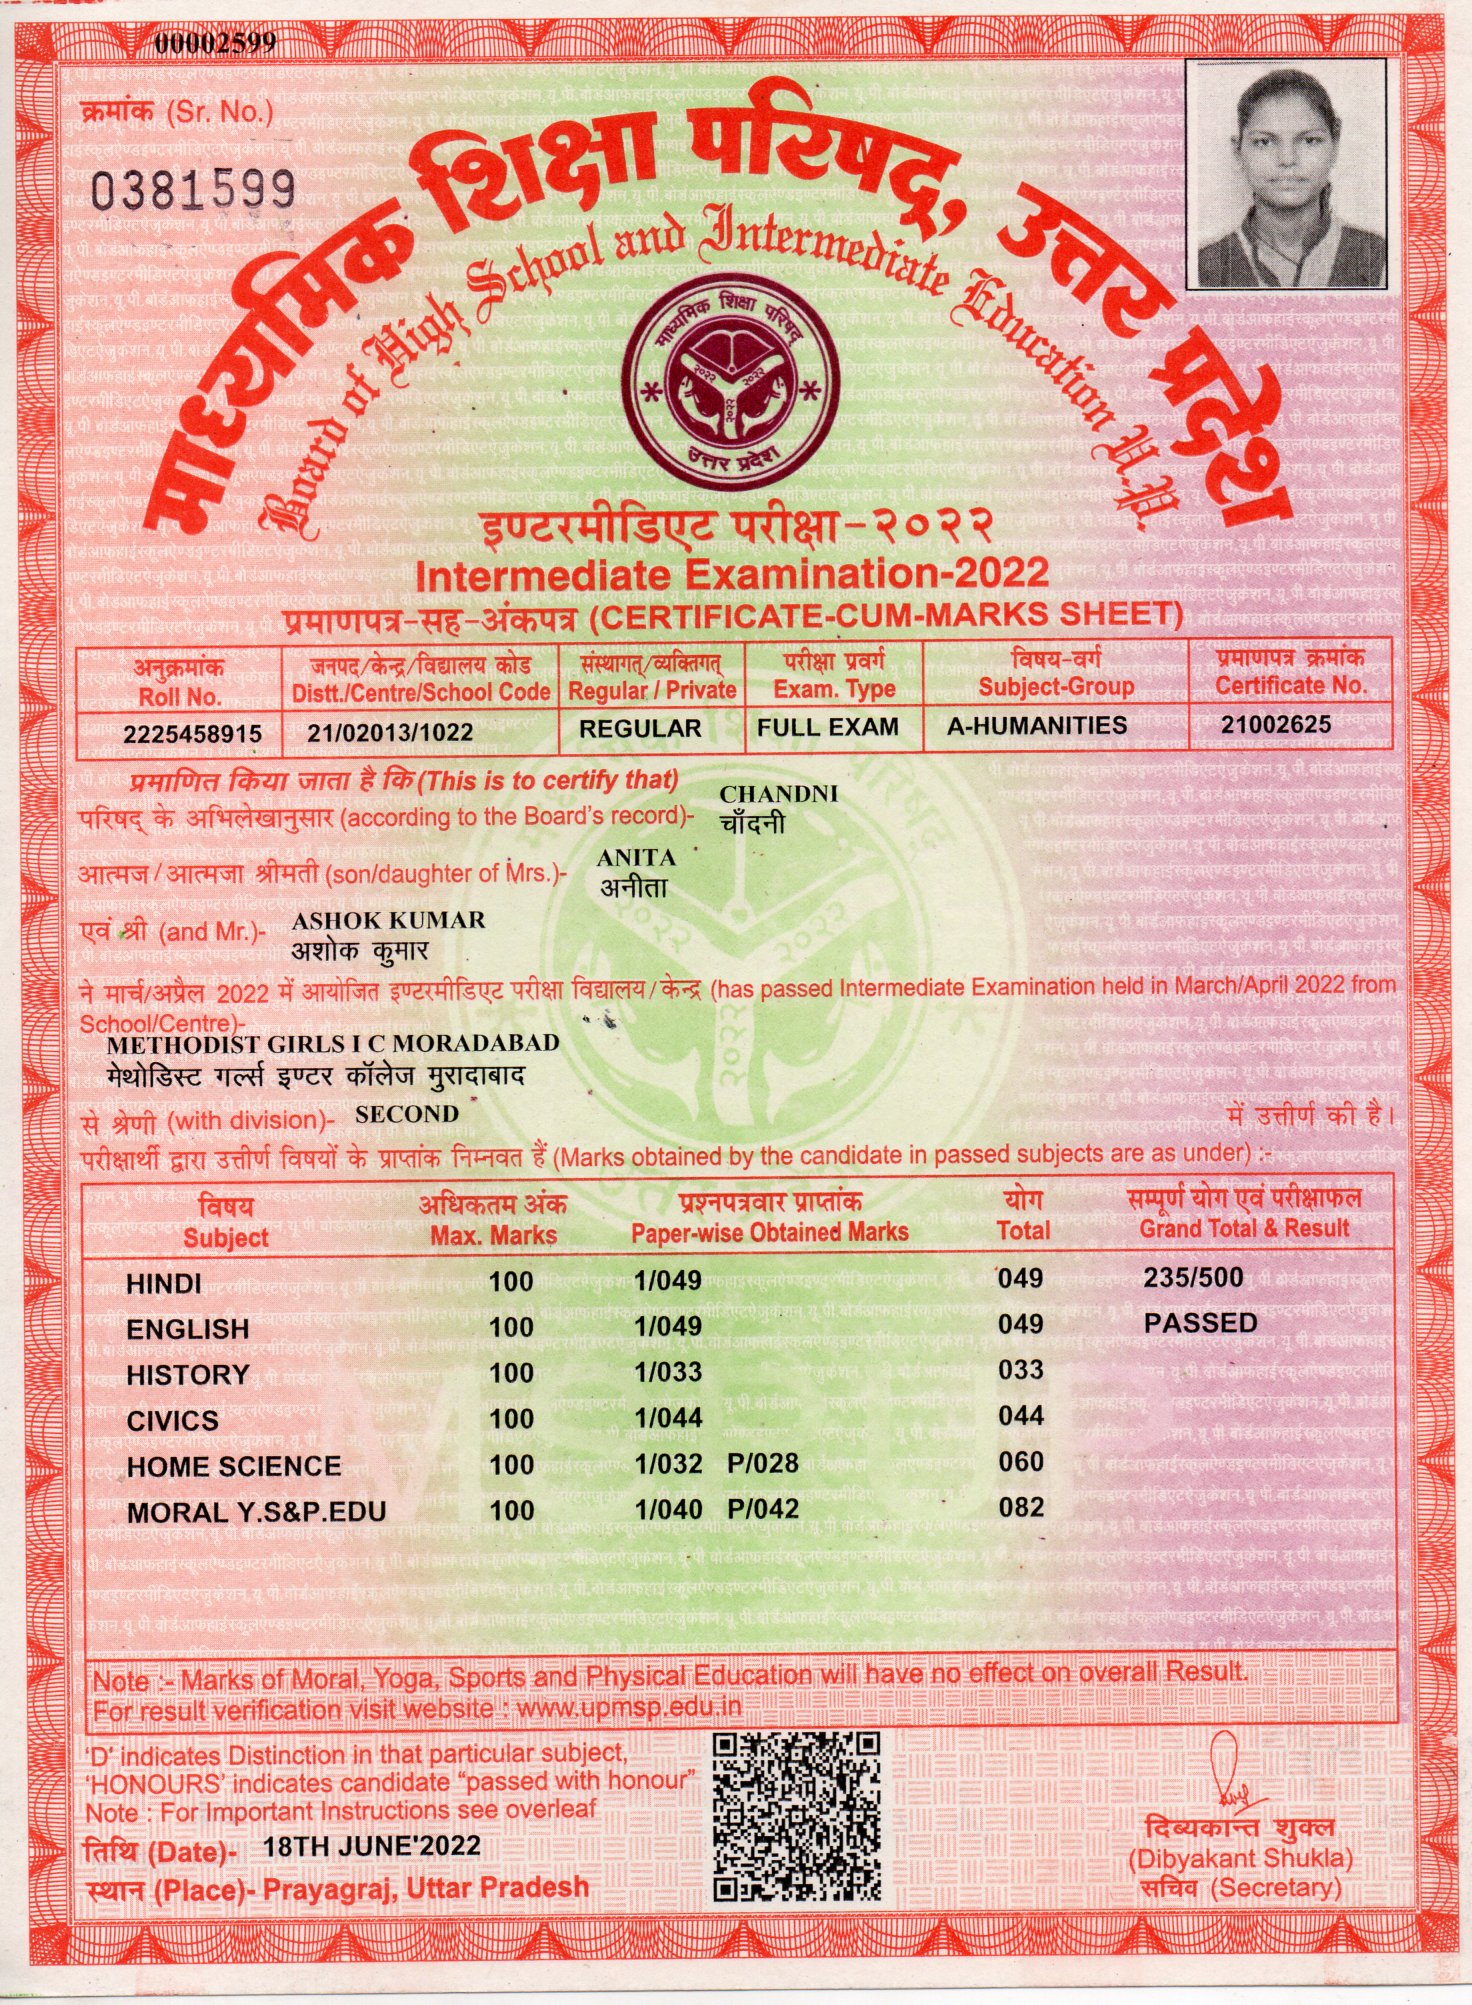 00002599
क्रमांक (Sr. No.)
0381599
माध्यमिक शिक्षा परिषद्, उत्तर प्रदेश
Board of High School and Intermediate Education U.P.
माध्यमिक शिक्षा परिषद्
२०२२ २०२२
२०२२
उत्तर प्रदेश
इण्टरमीडिएट परीक्षा-२०२२
Intermediate Examination-2022
प्रमाणपत्र-सह-अंकपत्र (CERTIFICATE-CUM-MARKS SHEET)
अनुक्रमांक जनपद/केन्द्र/विद्यालय कोड संस्थागत्/व्यक्तिगत् परीक्षा प्रवर्ग विषय-वर्ग प्रमाणपत्र क्रमांक
Roll No. Distt./Centre/School Code Regular / Private Exam. Type Subject-Group Certificate No.
2225458915 21/02013/1022 REGULAR FULL EXAM A-HUMANITIES 21002625
प्रमाणित किया जाता है कि (This is to certify that)
CHANDNI
परिषद् के अभिलेखानुसार (according to the Board's record)- चाँदनी
ANITA
आत्मज / आत्मजा श्रीमती (son/daughter of Mrs.)- अनीता
एवं श्री (and Mr.)- ASHOK KUMAR
अशोक कुमार
ने मार्च/अप्रैल 2022 में आयोजित इण्टरमीडिएट परीक्षा विद्यालय / केन्द्र (has passed Intermediate Examination held in March/April 2022 from
School/Centre)-
METHODIST GIRLS I C MORADABAD
मेथोडिस्ट गर्ल्स इण्टर कॉलेज मुरादाबाद
से श्रेणी (with division)- SECOND में उत्तीर्ण की है।
परीक्षार्थी द्वारा उत्तीर्ण विषयों के प्राप्तांक निम्नवत हैं (Marks obtained by the candidate in passed subjects are as under) :-
विषय अधिकतम अंक प्रश्नपत्रवार प्राप्तांक योग सम्पूर्ण योग एवं परीक्षाफल
Subject Max. Marks Paper-wise Obtained Marks Total Grand Total & Result
HINDI 100 1/049 049 235/500
ENGLISH 100 1/049 049 PASSED
HISTORY 100 1/033 033
CIVICS 100 1/044 044
HOME SCIENCE 100 1/032 P/028 060
MORAL Y.S&P.EDU 100 1/040 P/042 082
Note :- Marks of Moral, Yoga, Sports and Physical Education will have no effect on overall Result.
For result verification visit website : www.upmsp.edu.in
'D' indicates Distinction in that particular subject,
'HONOURS' indicates candidate "passed with honour"
Note : For Important Instructions see overleaf
तिथि (Date)- 18TH JUNE'2022
स्थान (Place)- Prayagraj, Uttar Pradesh
दिव्यकान्त शुक्ल
(Dibyakant Shukla)
सचिव (Secretary)